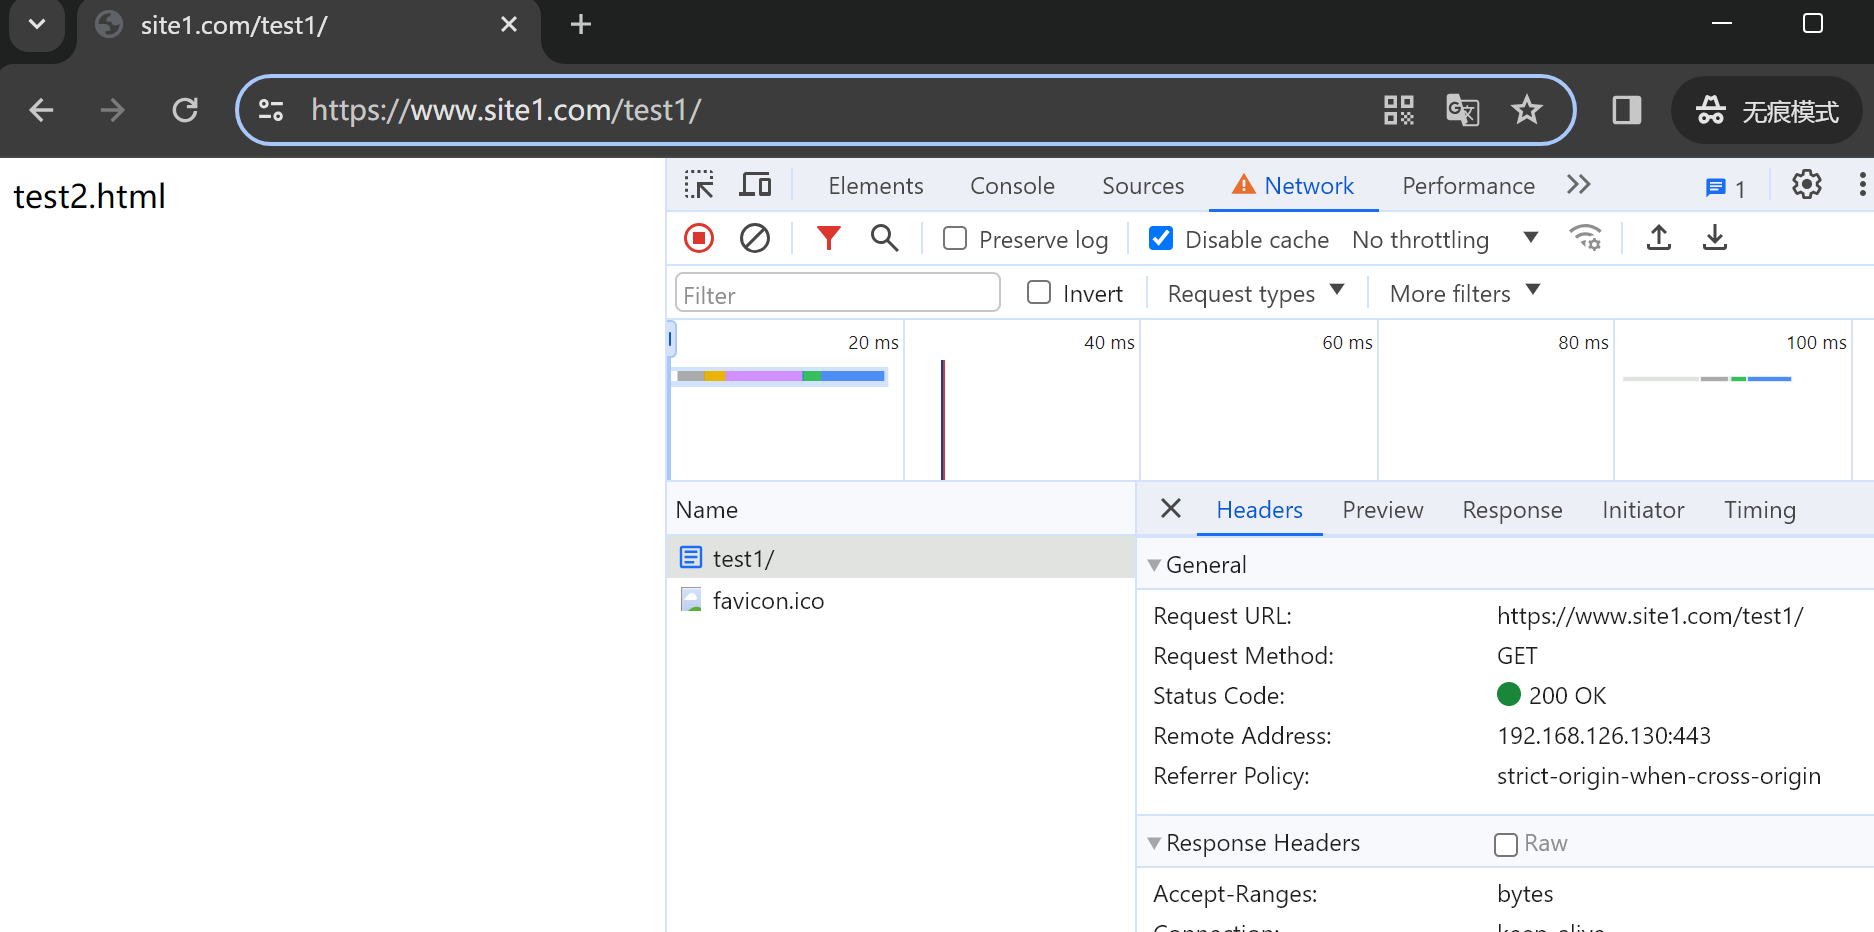 site1.com/test1/
https://www.site1.com/test1/
无痕模式
test2.html
Elements Console Sources Network Performance 1
Preserve log Disable cache No throttling
Filter Invert Request types More filters
20 ms 40 ms 60 ms 80 ms 100 ms
Name
Headers Preview Response Initiator Timing
test1/
favicon.ico
General
Request URL: https://www.site1.com/test1/
Request Method: GET
Status Code: 200 OK
Remote Address: 192.168.126.130:443
Referrer Policy: strict-origin-when-cross-origin
Response Headers Raw
Accept-Ranges: bytes
Connection: keep-alive